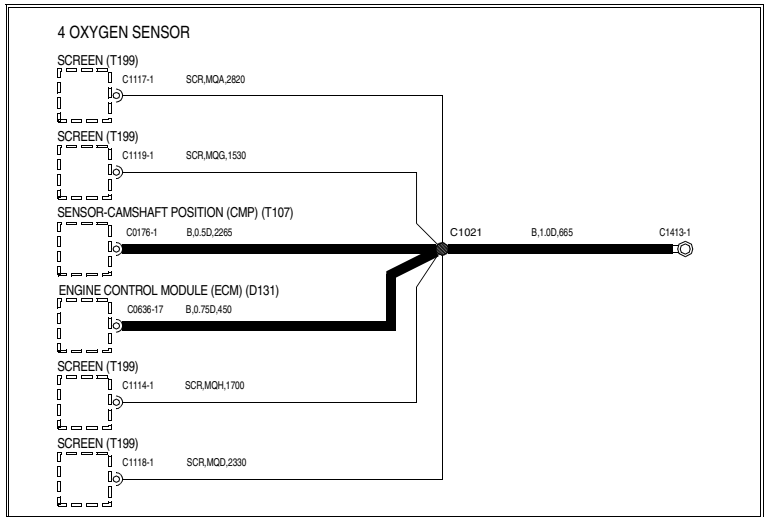 4 OXYGEN SENSOR
SCREEN (T199)
C1117-1 SCR,MQA,2820
SCREEN (T199)
C1119-1 SCR,MQG,1530
SENSOR-CAMSHAFT POSITION (CMP) (T107)
C0176-1 B,0.5D,2265 C1021 B,1.0D,665 C1413-1
ENGINE CONTROL MODULE (ECM) (D131)
C0636-17 B,0.75D,450
SCREEN (T199)
C1114-1 SCR,MQH,1700
SCREEN (T199)
C1118-1 SCR,MQD,2330